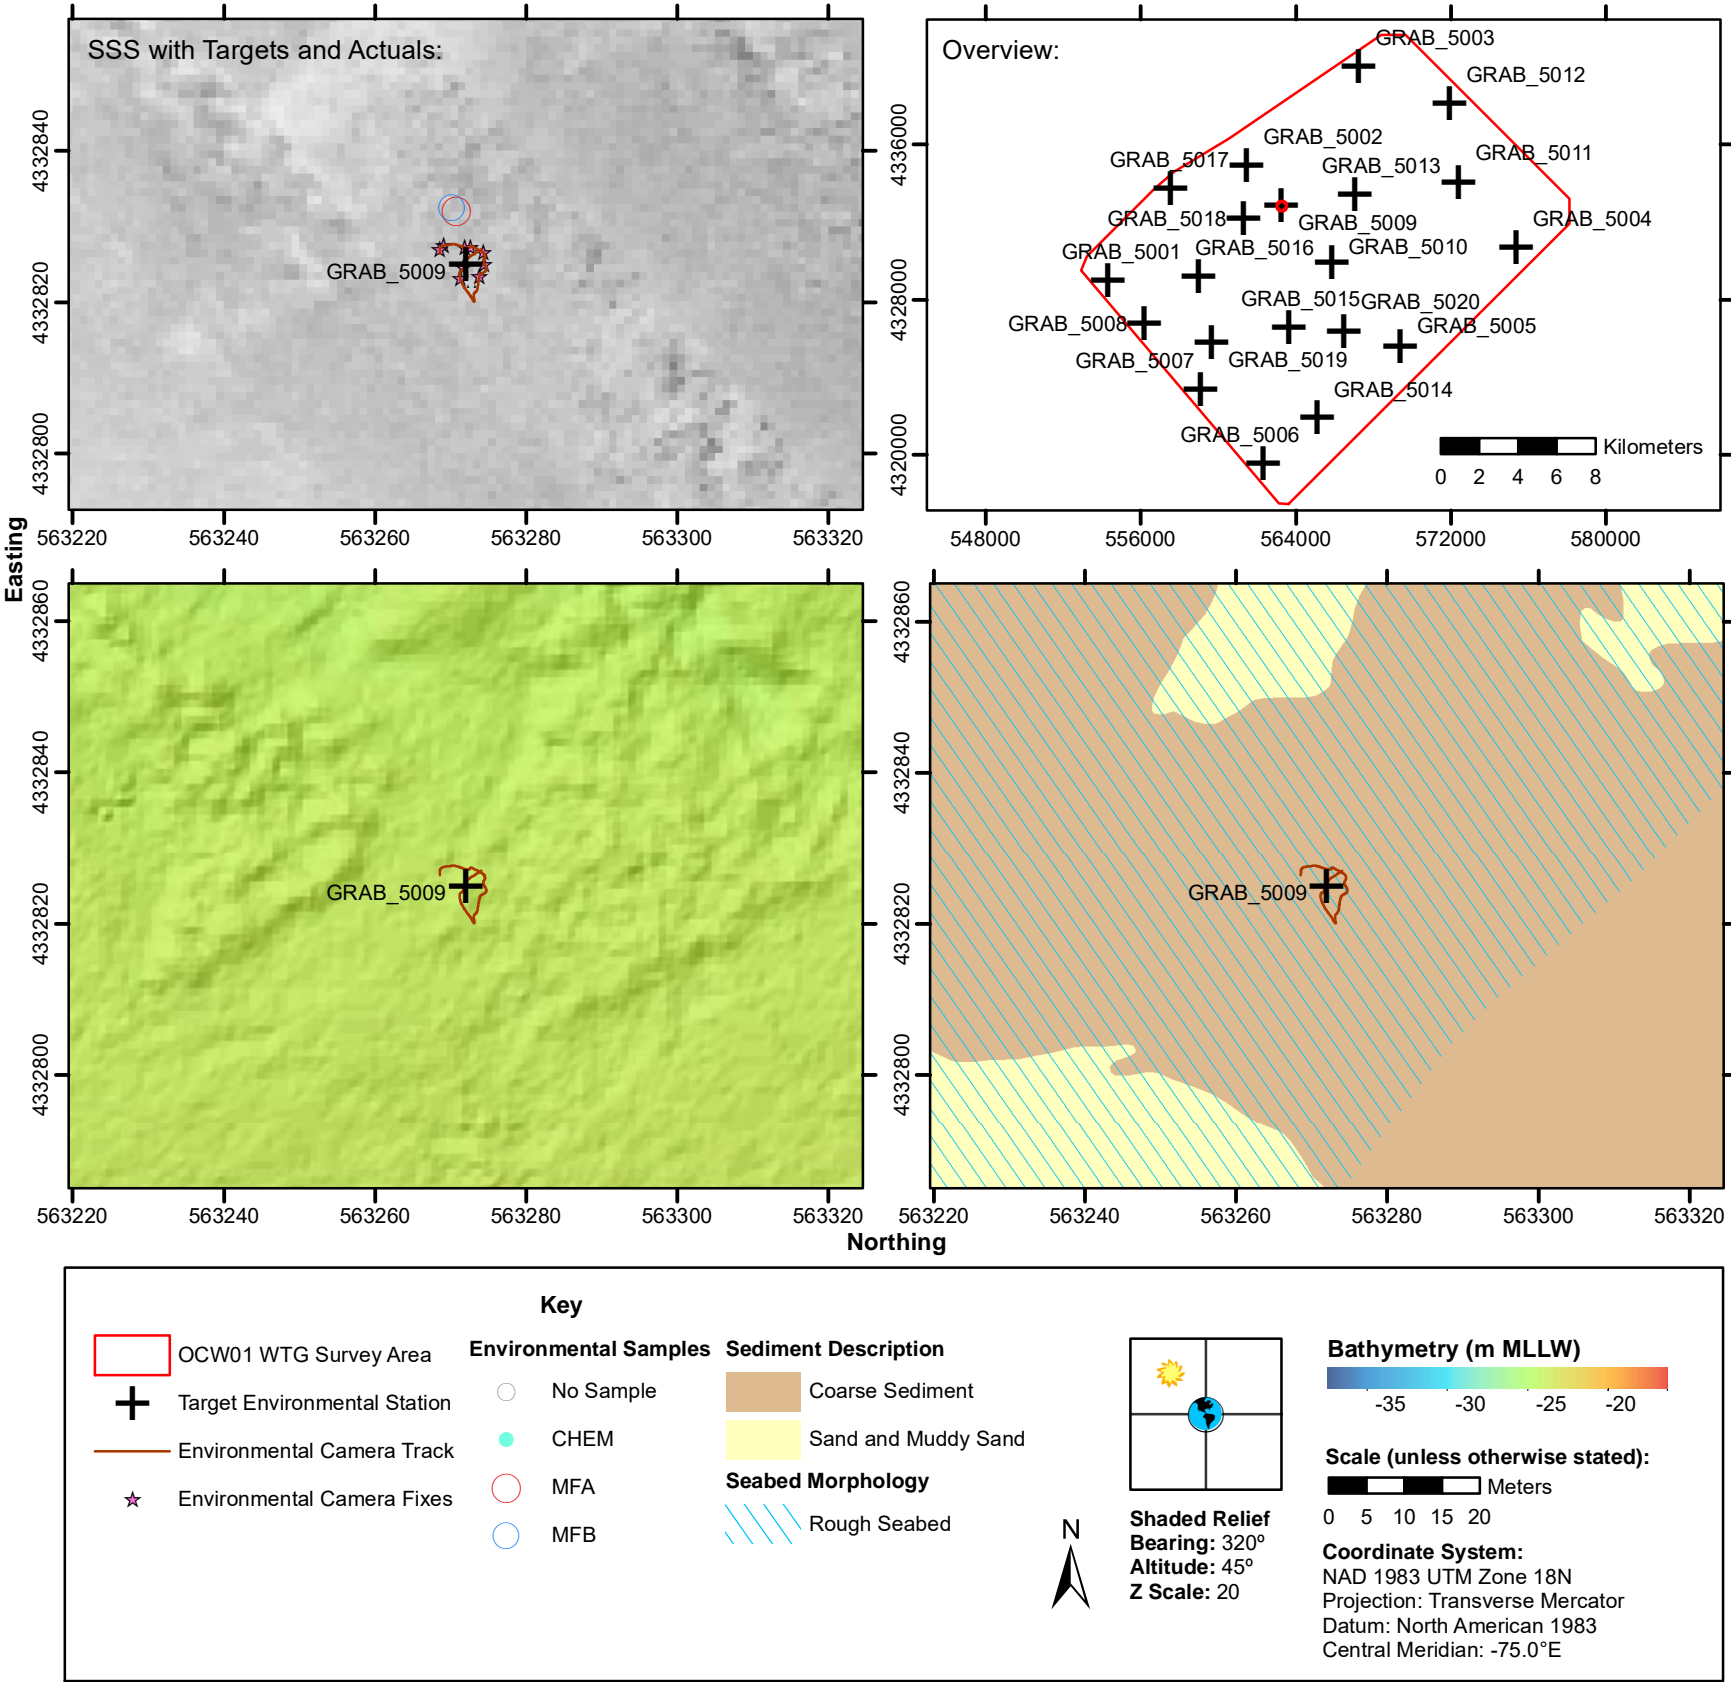 SSS with Targets and Actuals:
GRAB_5009
4332840
4332820
4332800
563220
563240
563260
563280
563300
563320
Overview:
GRAB_5003
GRAB_5012
GRAB_5002
GRAB_5011
GRAB_5017
GRAB_5013
GRAB_5018
GRAB_5009
GRAB_5004
GRAB_5001
GRAB_5016
GRAB_5010
GRAB_5015
GRAB_5020
GRAB_5008
GRAB_5005
GRAB_5007
GRAB_5019
GRAB_5014
GRAB_5006
Kilometers
0 2 4 6 8
4336000
4328000
4320000
548000
556000
564000
572000
580000
Easting
4332860
4332840
4332820
4332800
GRAB_5009
563220
563240
563260
563280
563300
563320
4332860
4332840
4332820
4332800
GRAB_5009
563220
563240
563260
563280
563300
563320
Northing
Key
OCW01 WTG Survey Area
Target Environmental Station
Environmental Camera Track
Environmental Camera Fixes
Environmental Samples
No Sample
CHEM
MFA
MFB
Sediment Description
Coarse Sediment
Sand and Muddy Sand
Seabed Morphology
Rough Seabed
N
Shaded Relief
Bearing: 320º
Altitude: 45º
Z Scale: 20
Bathymetry (m MLLW)
-35 -30 -25 -20
Scale (unless otherwise stated):
Meters
0 5 10 15 20
Coordinate System:
NAD 1983 UTM Zone 18N
Projection: Transverse Mercator
Datum: North American 1983
Central Meridian: -75.0°E